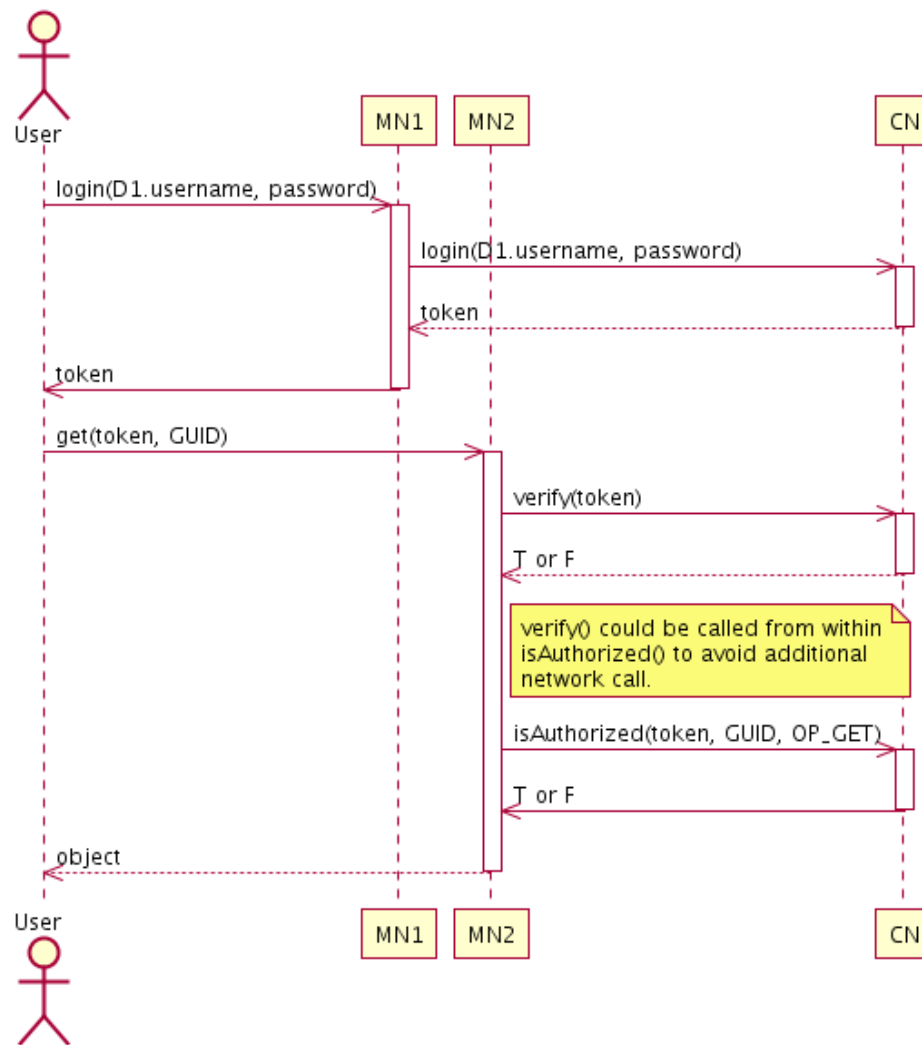 User
MN1
MN2
CN
login(D1.username, password)
login(D1.username, password)
token
token
get(token, GUID)
verify(token)
T or F
verify() could be called from within
isAuthorized() to avoid additional
network call.
isAuthorized(token, GUID, OP_GET)
T or F
object
User
MN1
MN2
CN